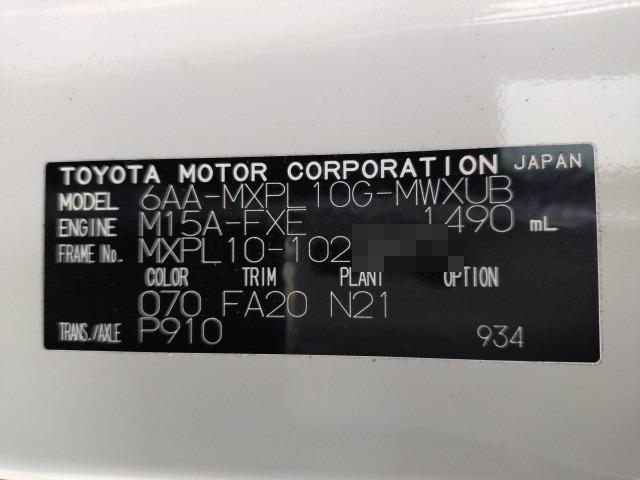 TOYOTA MOTOR CORPORATION JAPAN
MODEL 6AA-MXPL10G-MWXUB
ENGINE M15A-FXE 1490 mL
FRAME No. MXPL10-102
COLOR TRIM PLANT OPTION
070 FA20 N21
TRANS./AXLE P910 934